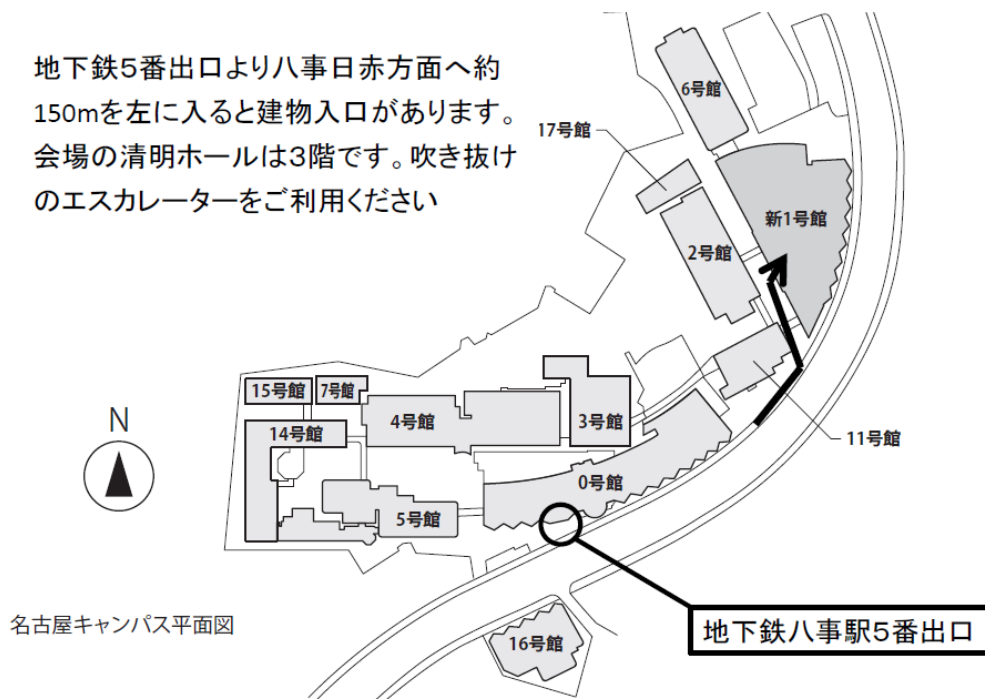 地下鉄5番出口より八事日赤方面へ約
150mを左に入ると建物入口があります。
会場の清明ホールは3階です。吹き抜け
のエスカレーターをご利用ください
6号館
17号館
新1号館
2号館
15号館
7号館
4号館
3号館
14号館
11号館
N
0号館
5号館
名古屋キャンパス平面図
地下鉄八事駅5番出口
16号館